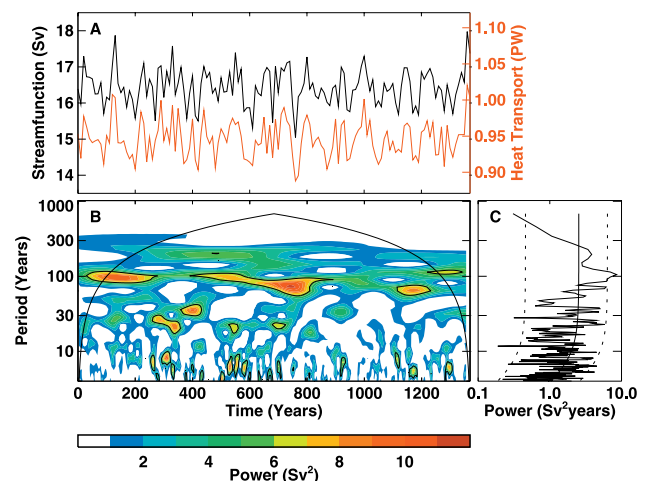 18
17
16
15
14
Streamfunction (Sv)
A
1.10
1.05
1.00
0.95
0.90
Heat Transport (PW)
1000
300
100
30
10
Period (Years)
B
0 200 400 600 800 1000 1200
Time (Years)
C
0.1 1.0 10.0
Power (Sv²years)
2 4 6 8 10
Power (Sv²)